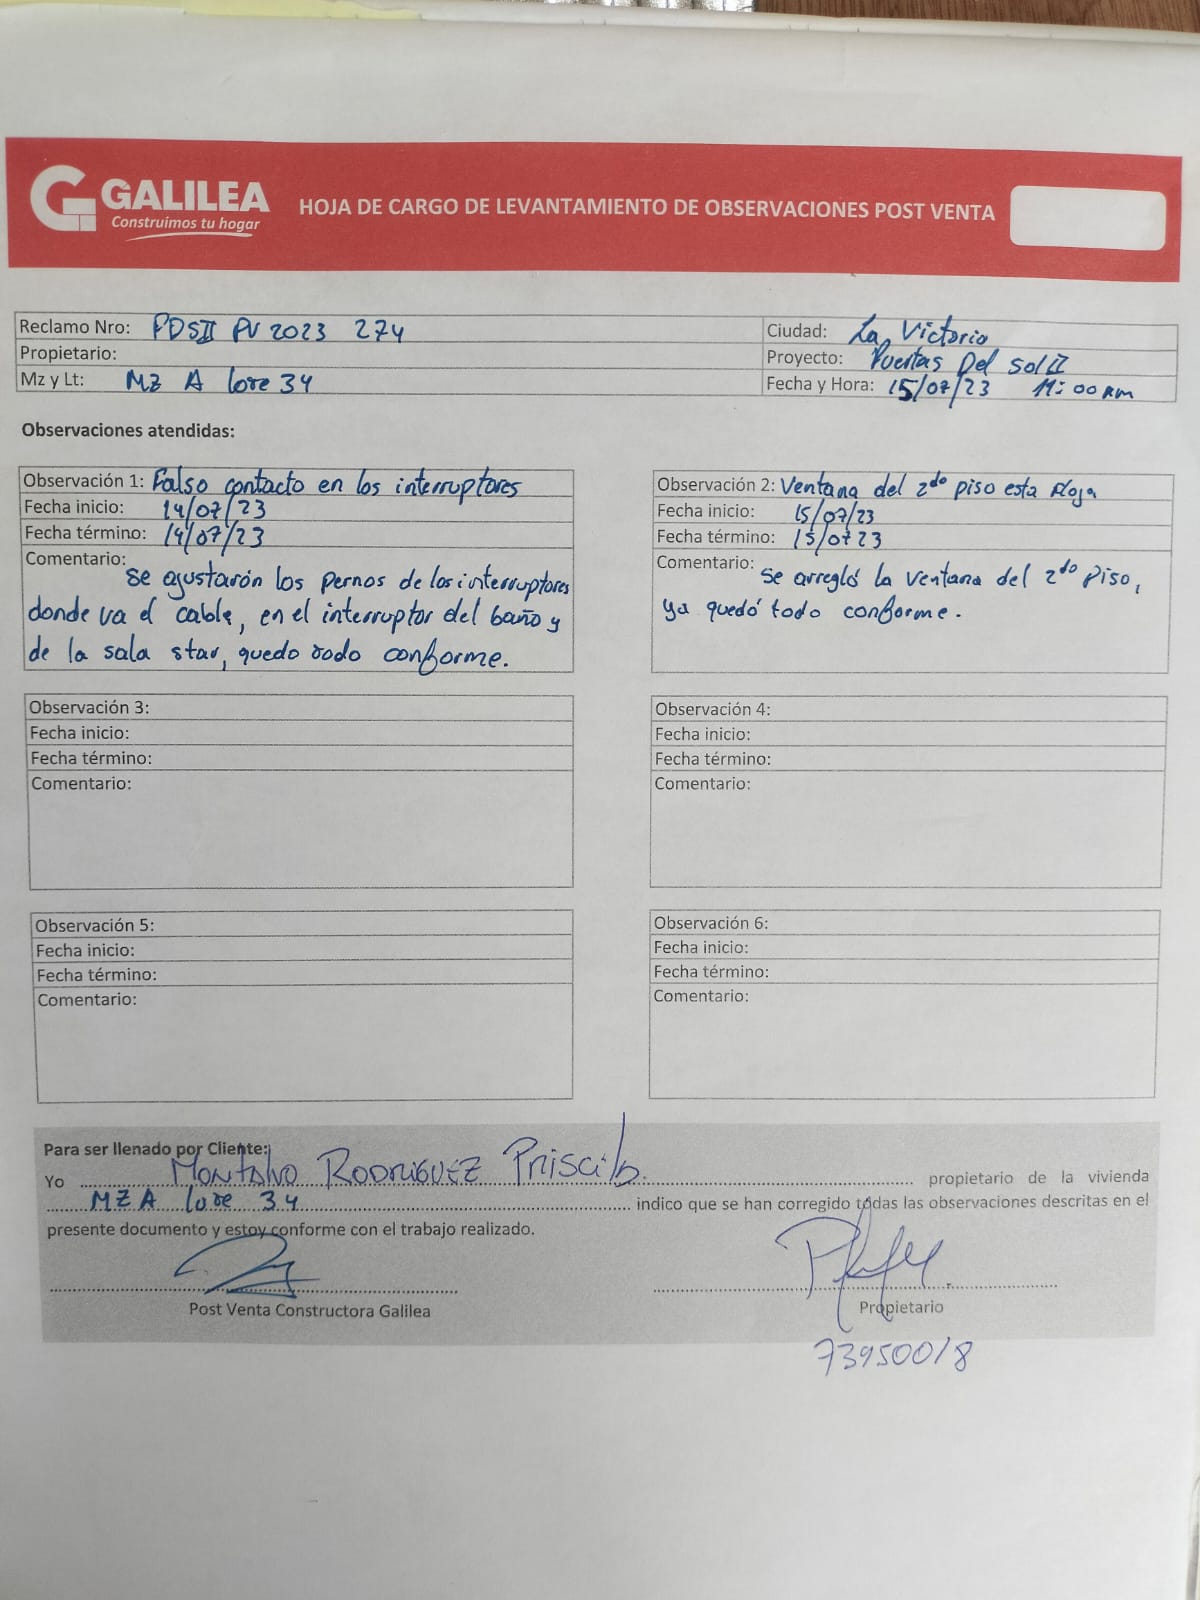 GALILEA
Construimos tu hogar
HOJA DE CARGO DE LEVANTAMIENTO DE OBSERVACIONES POST VENTA
Reclamo Nro: PDSII PV 2023 274
Ciudad: La Victoria
Propietario:
Proyecto: Puertas Del Sol II
Mz y Lt: MZ A lote 34
Fecha y Hora: 15/07/23 11:00 am
Observaciones atendidas:
Observación 1: Falso contacto en los interruptores
Fecha inicio: 14/07/23
Fecha término: 14/07/23
Comentario:
se ajustarón los pernos de los interruptores
donde va el cable, en el interruptor del baño y
de la sala star, quedo todo conforme.
Observación 2: Ventana del 2do piso esta floja
Fecha inicio: 15/07/23
Fecha término: 15/07 23
Comentario: Se arregló la ventana del 2do Piso,
ya quedó todo conforme.
Observación 3:
Fecha inicio:
Fecha término:
Comentario:
Observación 4:
Fecha inicio:
Fecha término:
Comentario:
Observación 5:
Fecha inicio:
Fecha término:
Comentario:
Observación 6:
Fecha inicio:
Fecha término:
Comentario:
Para ser llenado por Cliente:
Yo MONTALVO RODRIGUEZ Priscila. propietario de la vivienda
MZ A lote 34 indico que se han corregido todas las observaciones descritas en el
presente documento y estoy conforme con el trabajo realizado.
Post Venta Constructora Galilea
Propietario
73950018